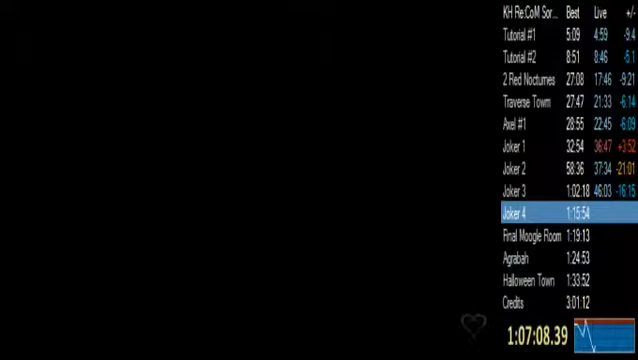 KH Re:CoM Sor... Best Live +/-
Tutorial #1 5:09 4:59 -9.4
Tutorial #2 8:51 8:46 -5.1
2 Red Nocturnes 27:08 17:46 -9:21
Traverse Town 27:47 21:33 -6:14
Axel #1 28:55 22:45 -6:09
Joker 1 32:54 36:47 +3:52
Joker 2 58:36 37:34 -21:01
Joker 3 1:02:18 46:03 -16:15
Joker 4 1:15:54
Final Moogle Room 1:19:13
Agrabah 1:24:53
Halloween Town 1:33:52
Credits 3:01:12
1:07:08.39